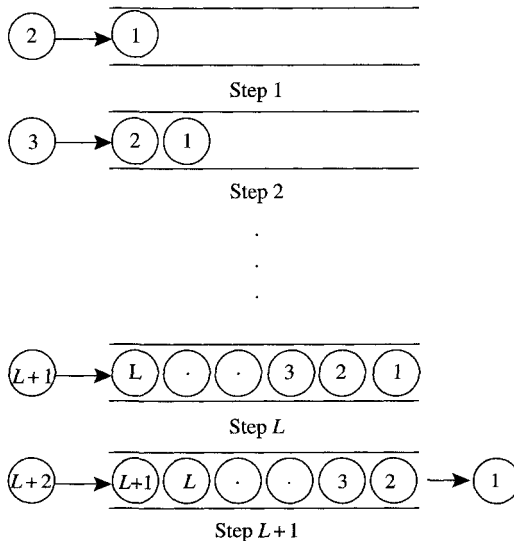 2 1
Step 1
3 2 1
Step 2
.
.
.
L+1 L . . 3 2 1
Step L
L+2 L+1 L . . 3 2 1
Step L+1